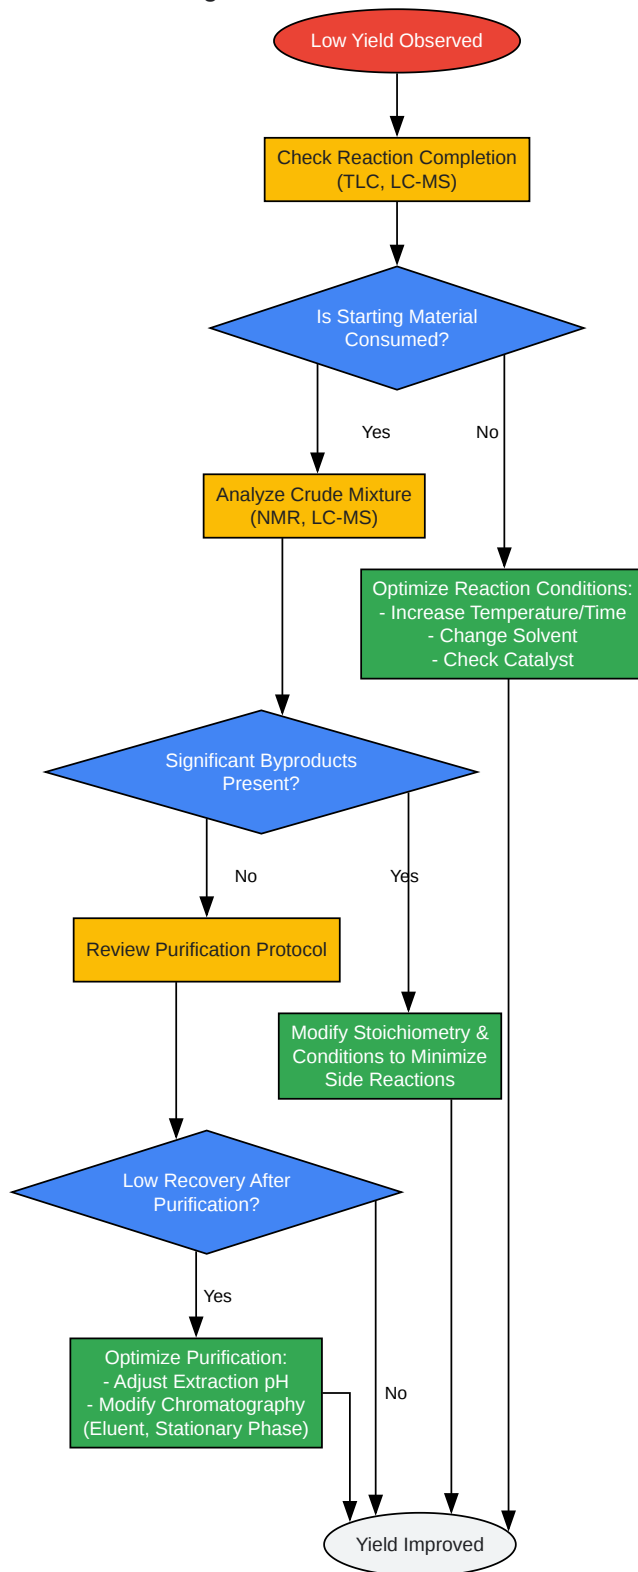 Low Yield Observed
Check Reaction Completion
(TLC, LC-MS)
Is Starting Material
Consumed?
Yes
No
Analyze Crude Mixture
(NMR, LC-MS)
Optimize Reaction Conditions:
- Increase Temperature/Time
- Change Solvent
- Check Catalyst
Significant Byproducts
Present?
No
Yes
Review Purification Protocol
Modify Stoichiometry &
Conditions to Minimize
Side Reactions
Low Recovery After
Purification?
Yes
Optimize Purification:
- Adjust Extraction pH
- Modify Chromatography
(Eluent, Stationary Phase)
No
Yield Improved